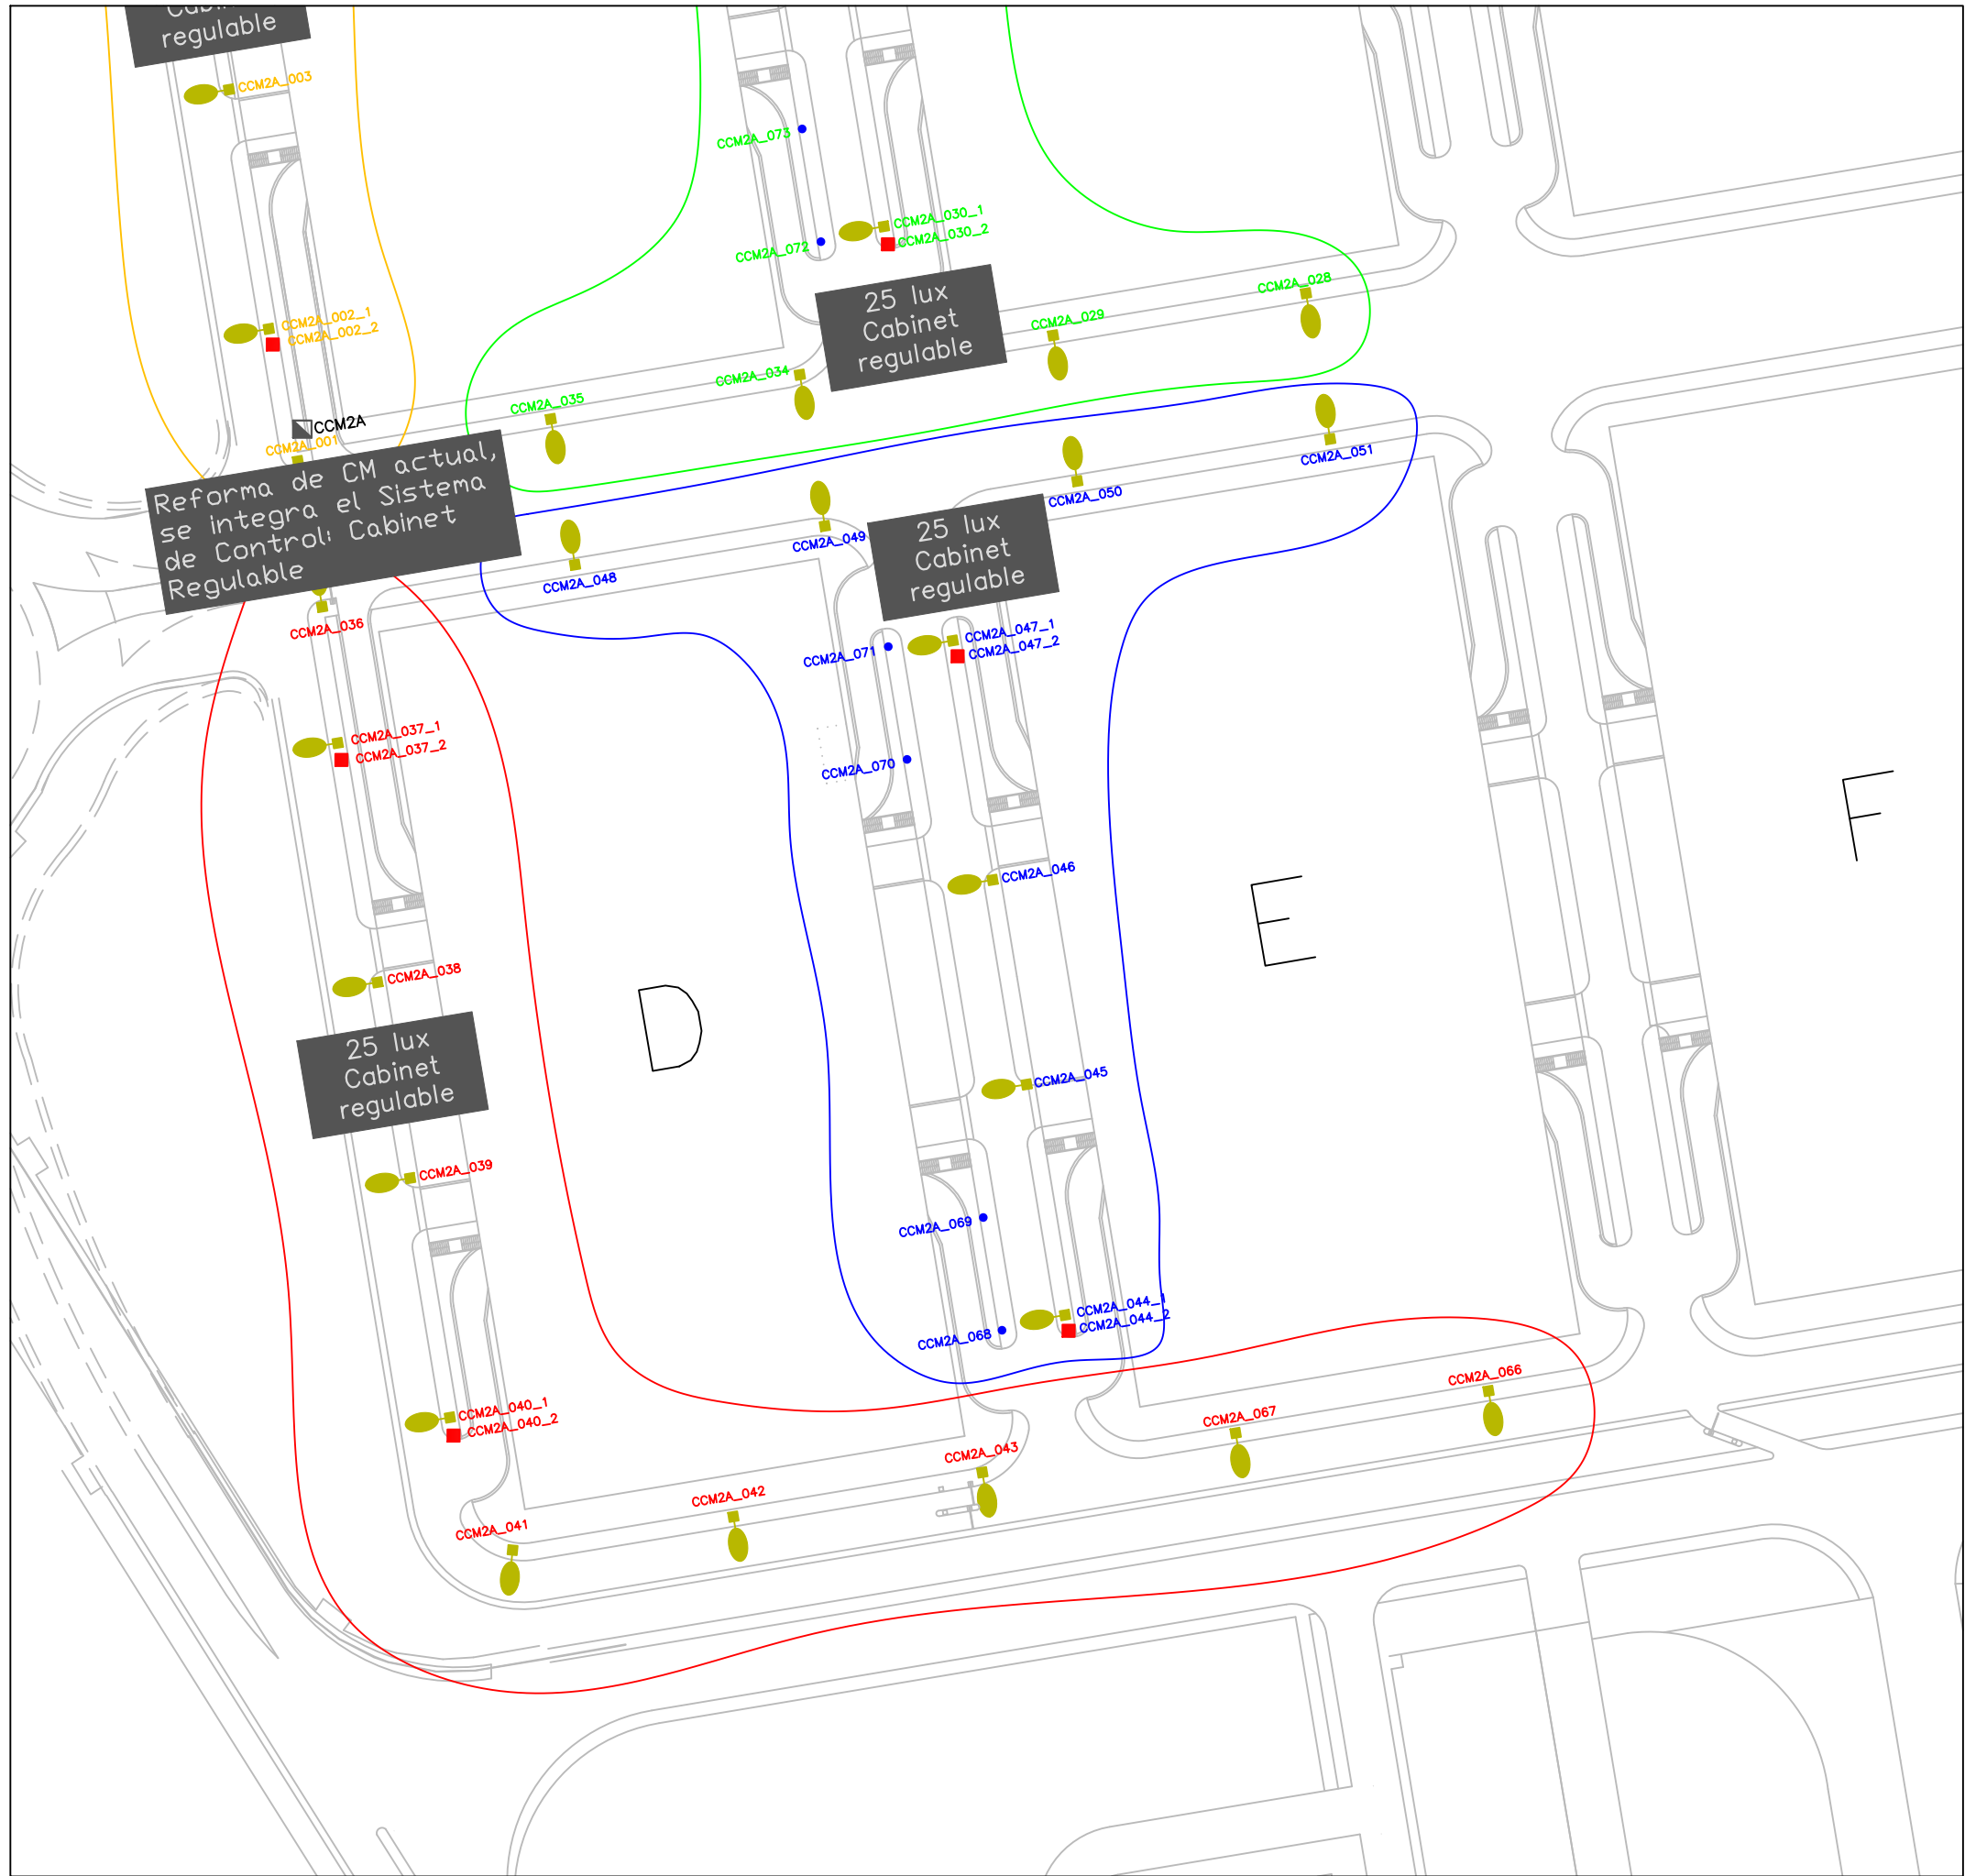 regulable
CCM2A_003
CCM2A_073
CCM2A_030_1
CCM2A_030_2
CCM2A_072
CCM2A_028
25 lux
Cabinet
regulable
CCM2A_029
CCM2A_002_1
CCM2A_002_2
CCM2A_034
CCM2A_035
CCM2A
CCM2A_001
Reforma de CM actual,
se integra el Sistema
de Control: Cabinet
Regulable
CCM2A_051
CCM2A_050
CCM2A_049
25 lux
Cabinet
regulable
CCM2A_048
CCM2A_036
CCM2A_071
CCM2A_047_1
CCM2A_047_2
CCM2A_037_1
CCM2A_037_2
CCM2A_070
F
CCM2A_046
E
CCM2A_038
D
25 lux
Cabinet
regulable
CCM2A_045
CCM2A_039
CCM2A_069
CCM2A_044_1
CCM2A_044_2
CCM2A_068
CCM2A_066
CCM2A_040_1
CCM2A_040_2
CCM2A_067
CCM2A_043
CCM2A_042
CCM2A_041